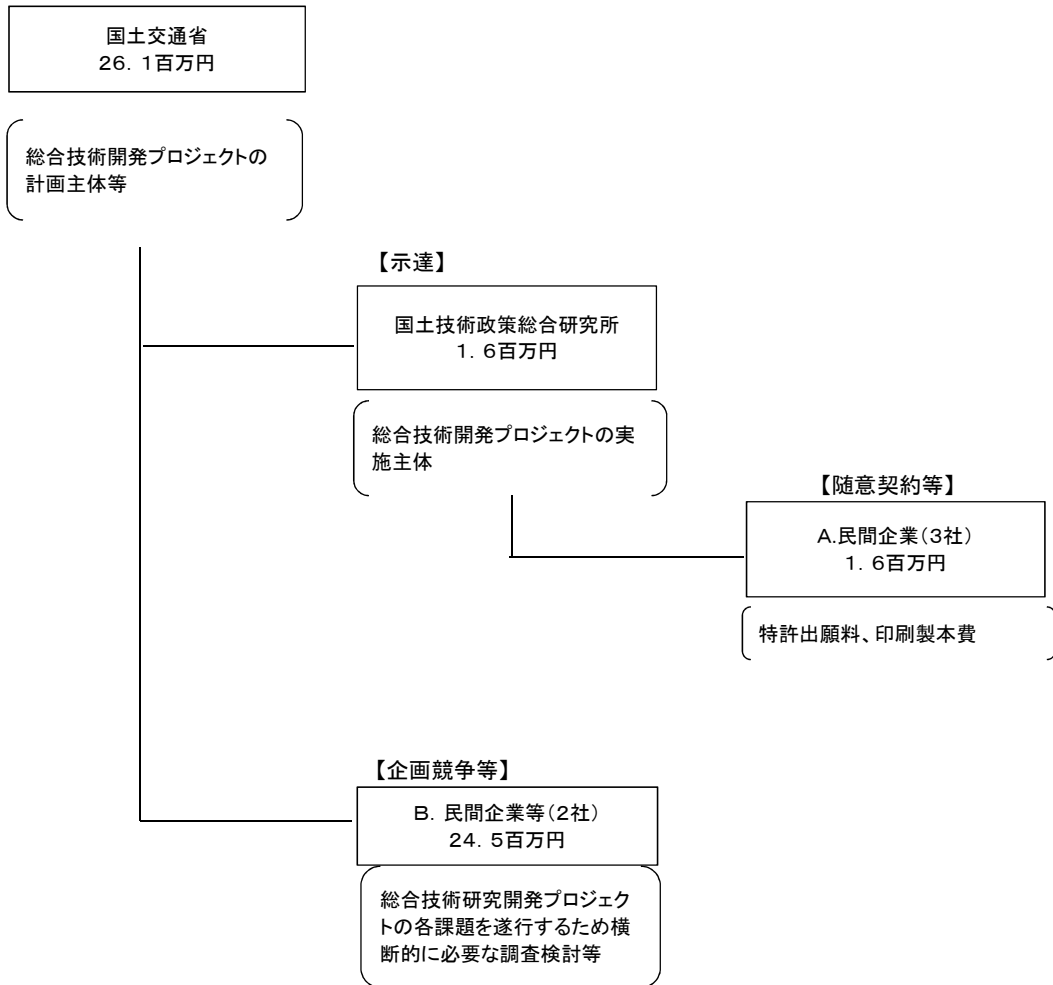 国土交通省
26．1百万円
総合技術開発プロジェクトの
計画主体等
【示達】
国土技術政策総合研究所
1．6百万円
総合技術開発プロジェクトの実
施主体
【随意契約等】
A.民間企業（3社）
1．6百万円
特許出願料、印刷製本費
【企画競争等】
B．民間企業等（2社）
24．5百万円
総合技術研究開発プロジェク
トの各課題を遂行するため横
断的に必要な調査検討等